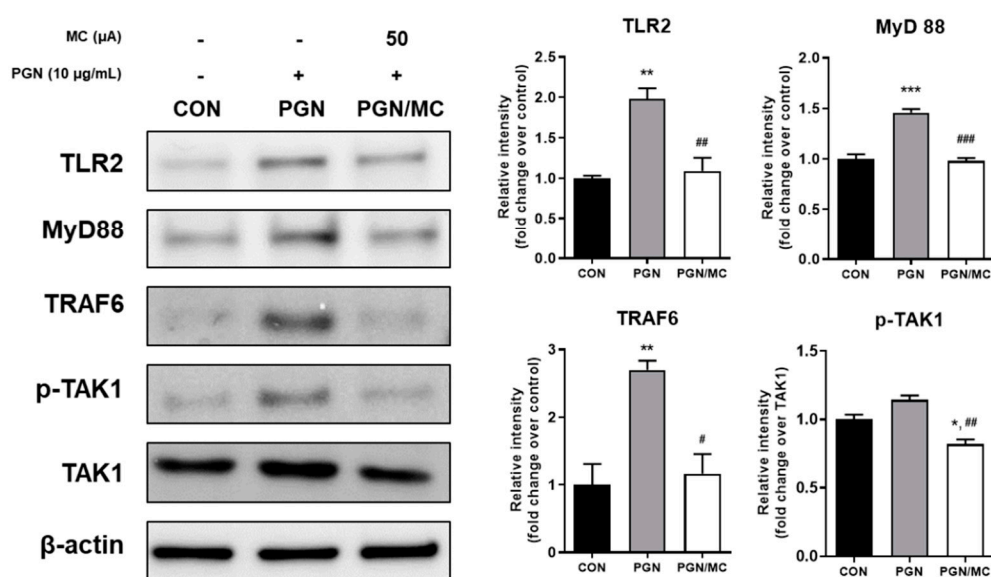 MC (µA) - - 50
PGN (10 µg/mL) - + +
CON PGN PGN/MC
TLR2
MyD88
TRAF6
p-TAK1
TAK1
β-actin
TLR2
Relative intensity
(fold change over control)
2.5
2.0
1.5
1.0
0.5
0.0
**
##
CON PGN PGN/MC
MyD 88
Relative intensity
(fold change over control)
2.0
1.5
1.0
0.5
0.0
***
###
CON PGN PGN/MC
TRAF6
Relative intensity
(fold change over control)
3
2
1
0
**
#
CON PGN PGN/MC
p-TAK1
Relative intensity
(fold change over TAK1)
1.5
1.0
0.5
0.0
*, ##
CON PGN PGN/MC